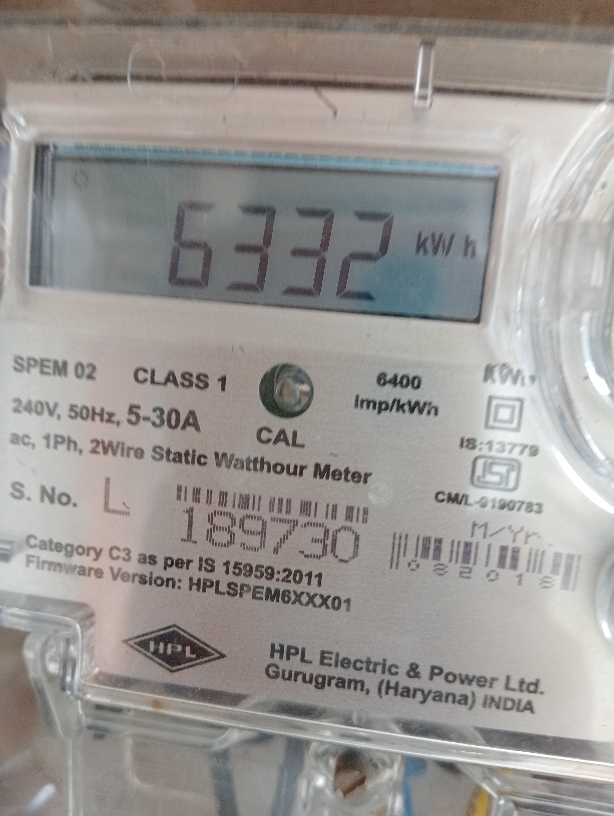 6332 kWh
SPEM 02 CLASS 1 6400 Imp/kWh
240V, 50Hz, 5-30A CAL
ac, 1Ph, 2Wire Static Watthour Meter
IS:13779
ISI
CM/L-9190783
S. No. L 189730
M/Yr.
082018
Category C3 as per IS 15959:2011
Firmware Version: HPLSPEM6XXX01
HPL
HPL Electric & Power Ltd.
Gurugram, (Haryana) INDIA